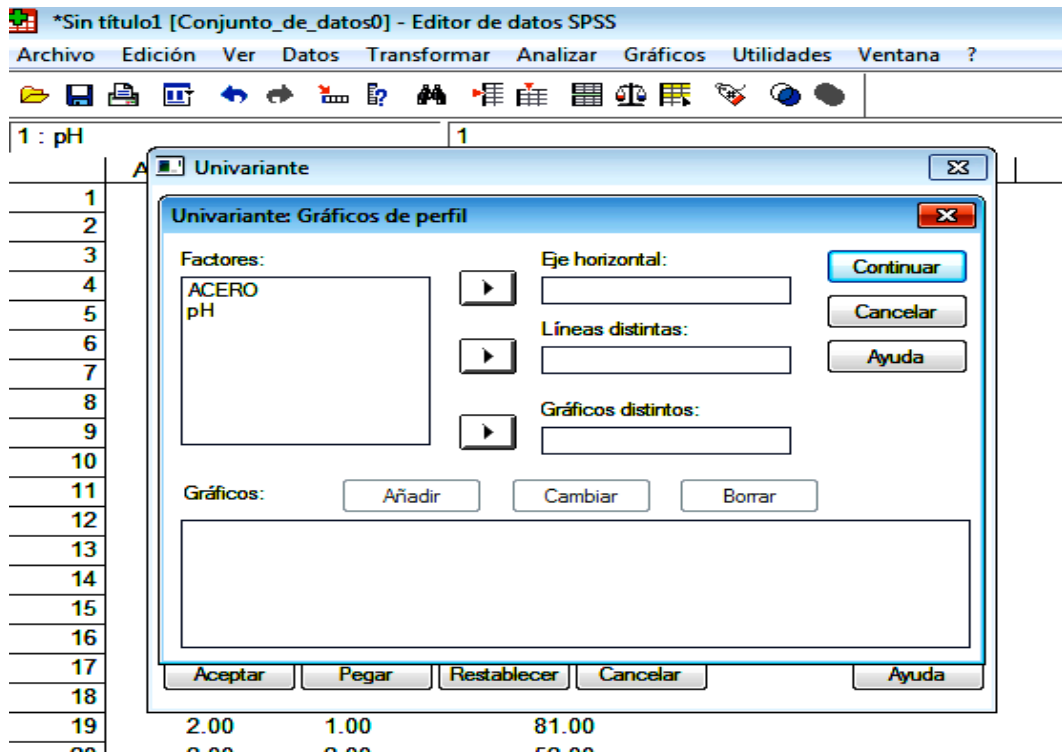 *Sin título1 [Conjunto_de_datos0] - Editor de datos SPSS
Archivo Edición Ver Datos Transformar Analizar Gráficos Utilidades Ventana ?
1 : pH 1
A
Univariante
Univariante: Gráficos de perfil
Factores:
ACERO
pH
Eje horizontal:
Líneas distintas:
Gráficos distintos:
Continuar
Cancelar
Ayuda
Gráficos:
Añadir Cambiar Borrar
Aceptar Pegar Restablecer Cancelar Ayuda
1
2
3
4
5
6
7
8
9
10
11
12
13
14
15
16
17
18
19 2.00 1.00 81.00